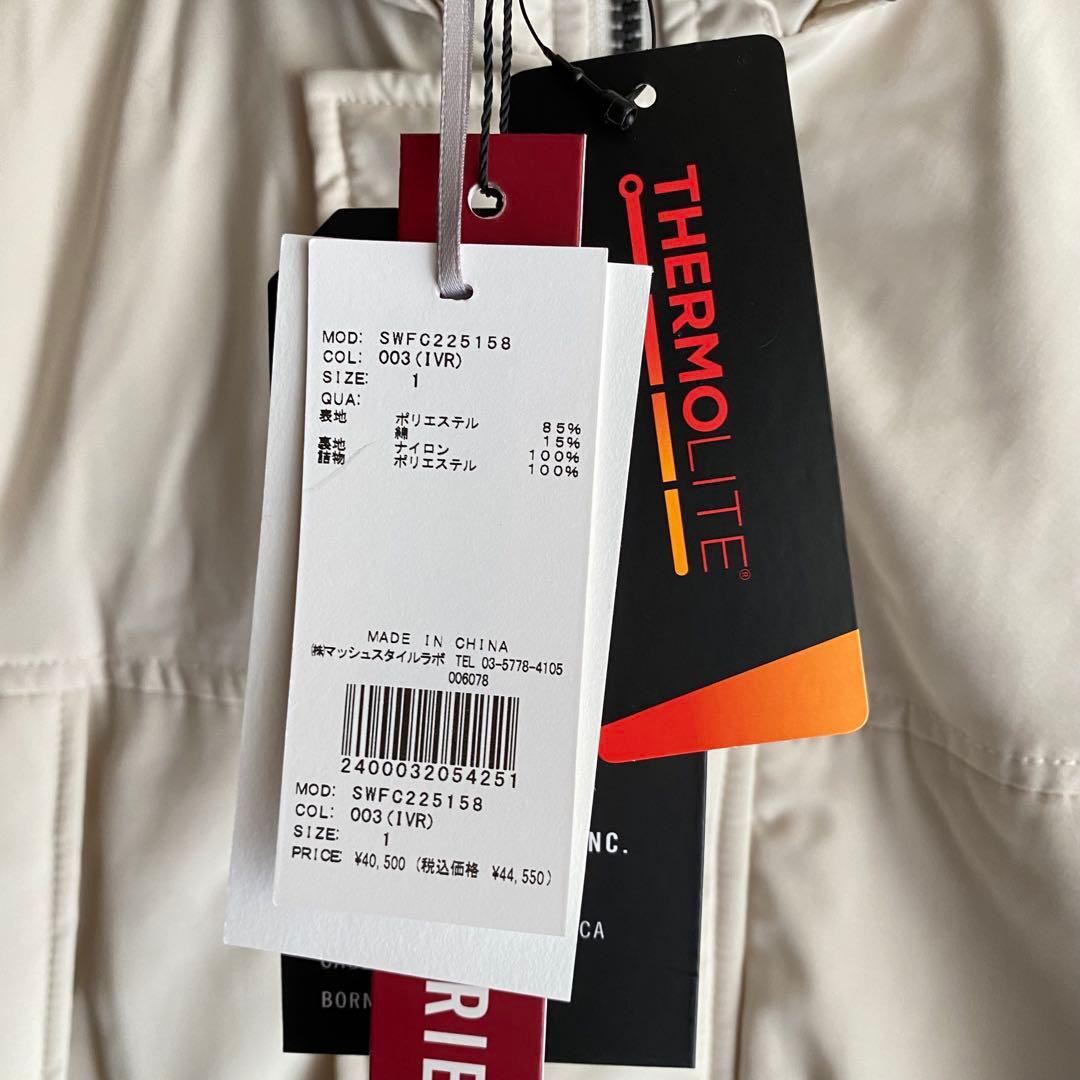 MOD: SWFC225158
COL: 003(IVR)
SIZE: 1
QUA:
表地 ポリエステル 85%
綿 15%
裏地 ナイロン 100%
詰物 ポリエステル 100%
MADE IN CHINA
㈱マッシュスタイルラボ TEL 03-5778-4105
006078
2400032054251
MOD: SWFC225158
COL: 003(IVR)
SIZE: 1
PRICE: ¥40,500 (税込価格 ¥44,550)
THERMOLITE®
NC.
CA
BORN
RIE